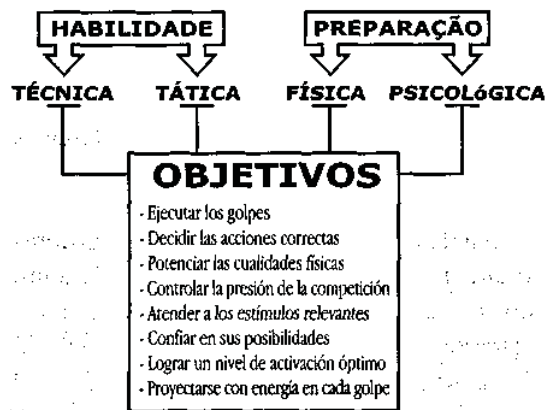 HABILIDADE PREPARAÇÃO
TÉCNICA TÁTICA FÍSICA PSICOLóGICA
OBJETIVOS
- Ejecutar los golpes
- Decidir las acciones correctas
- Potenciar las cualidades físicas
- Controlar la presión de la competición
- Atender a los estímulos relevantes
- Confiar en sus posibilidades
- Lograr un nivel de activación óptimo
- Proyectarse con energía en cada golpe